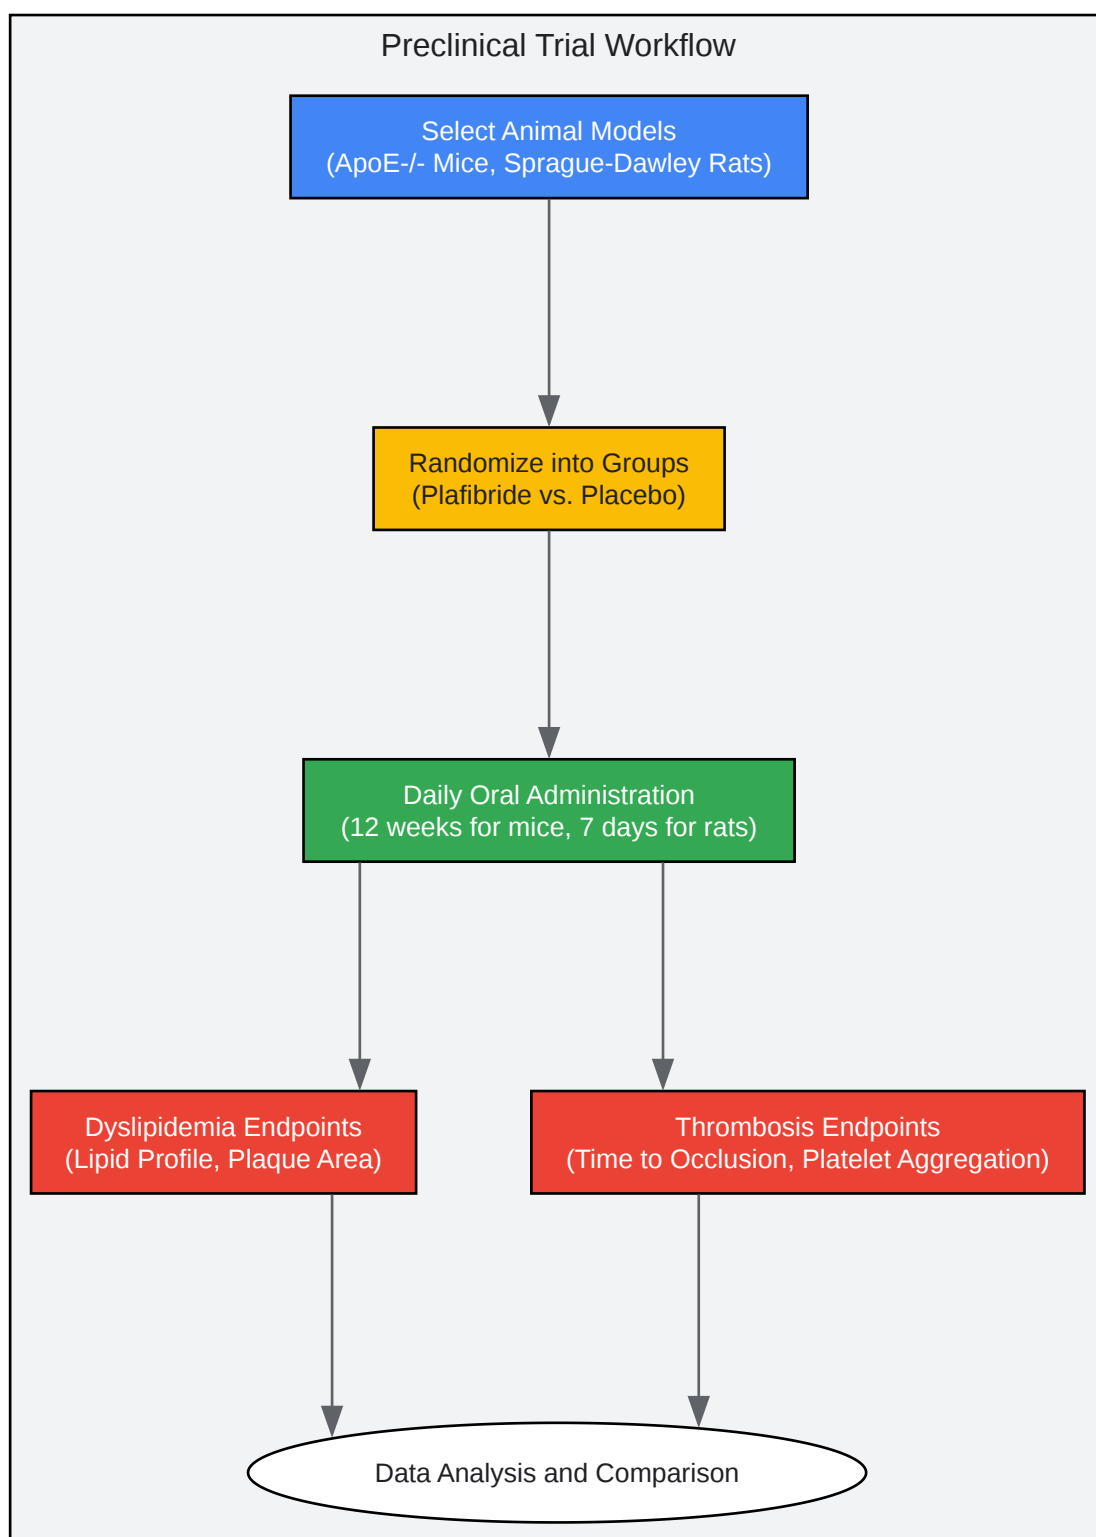 Preclinical Trial Workflow
Select Animal Models
(ApoE-/- Mice, Sprague-Dawley Rats)
Randomize into Groups
(Plafibride vs. Placebo)
Daily Oral Administration
(12 weeks for mice, 7 days for rats)
Dyslipidemia Endpoints
(Lipid Profile, Plaque Area)
Thrombosis Endpoints
(Time to Occlusion, Platelet Aggregation)
Data Analysis and Comparison